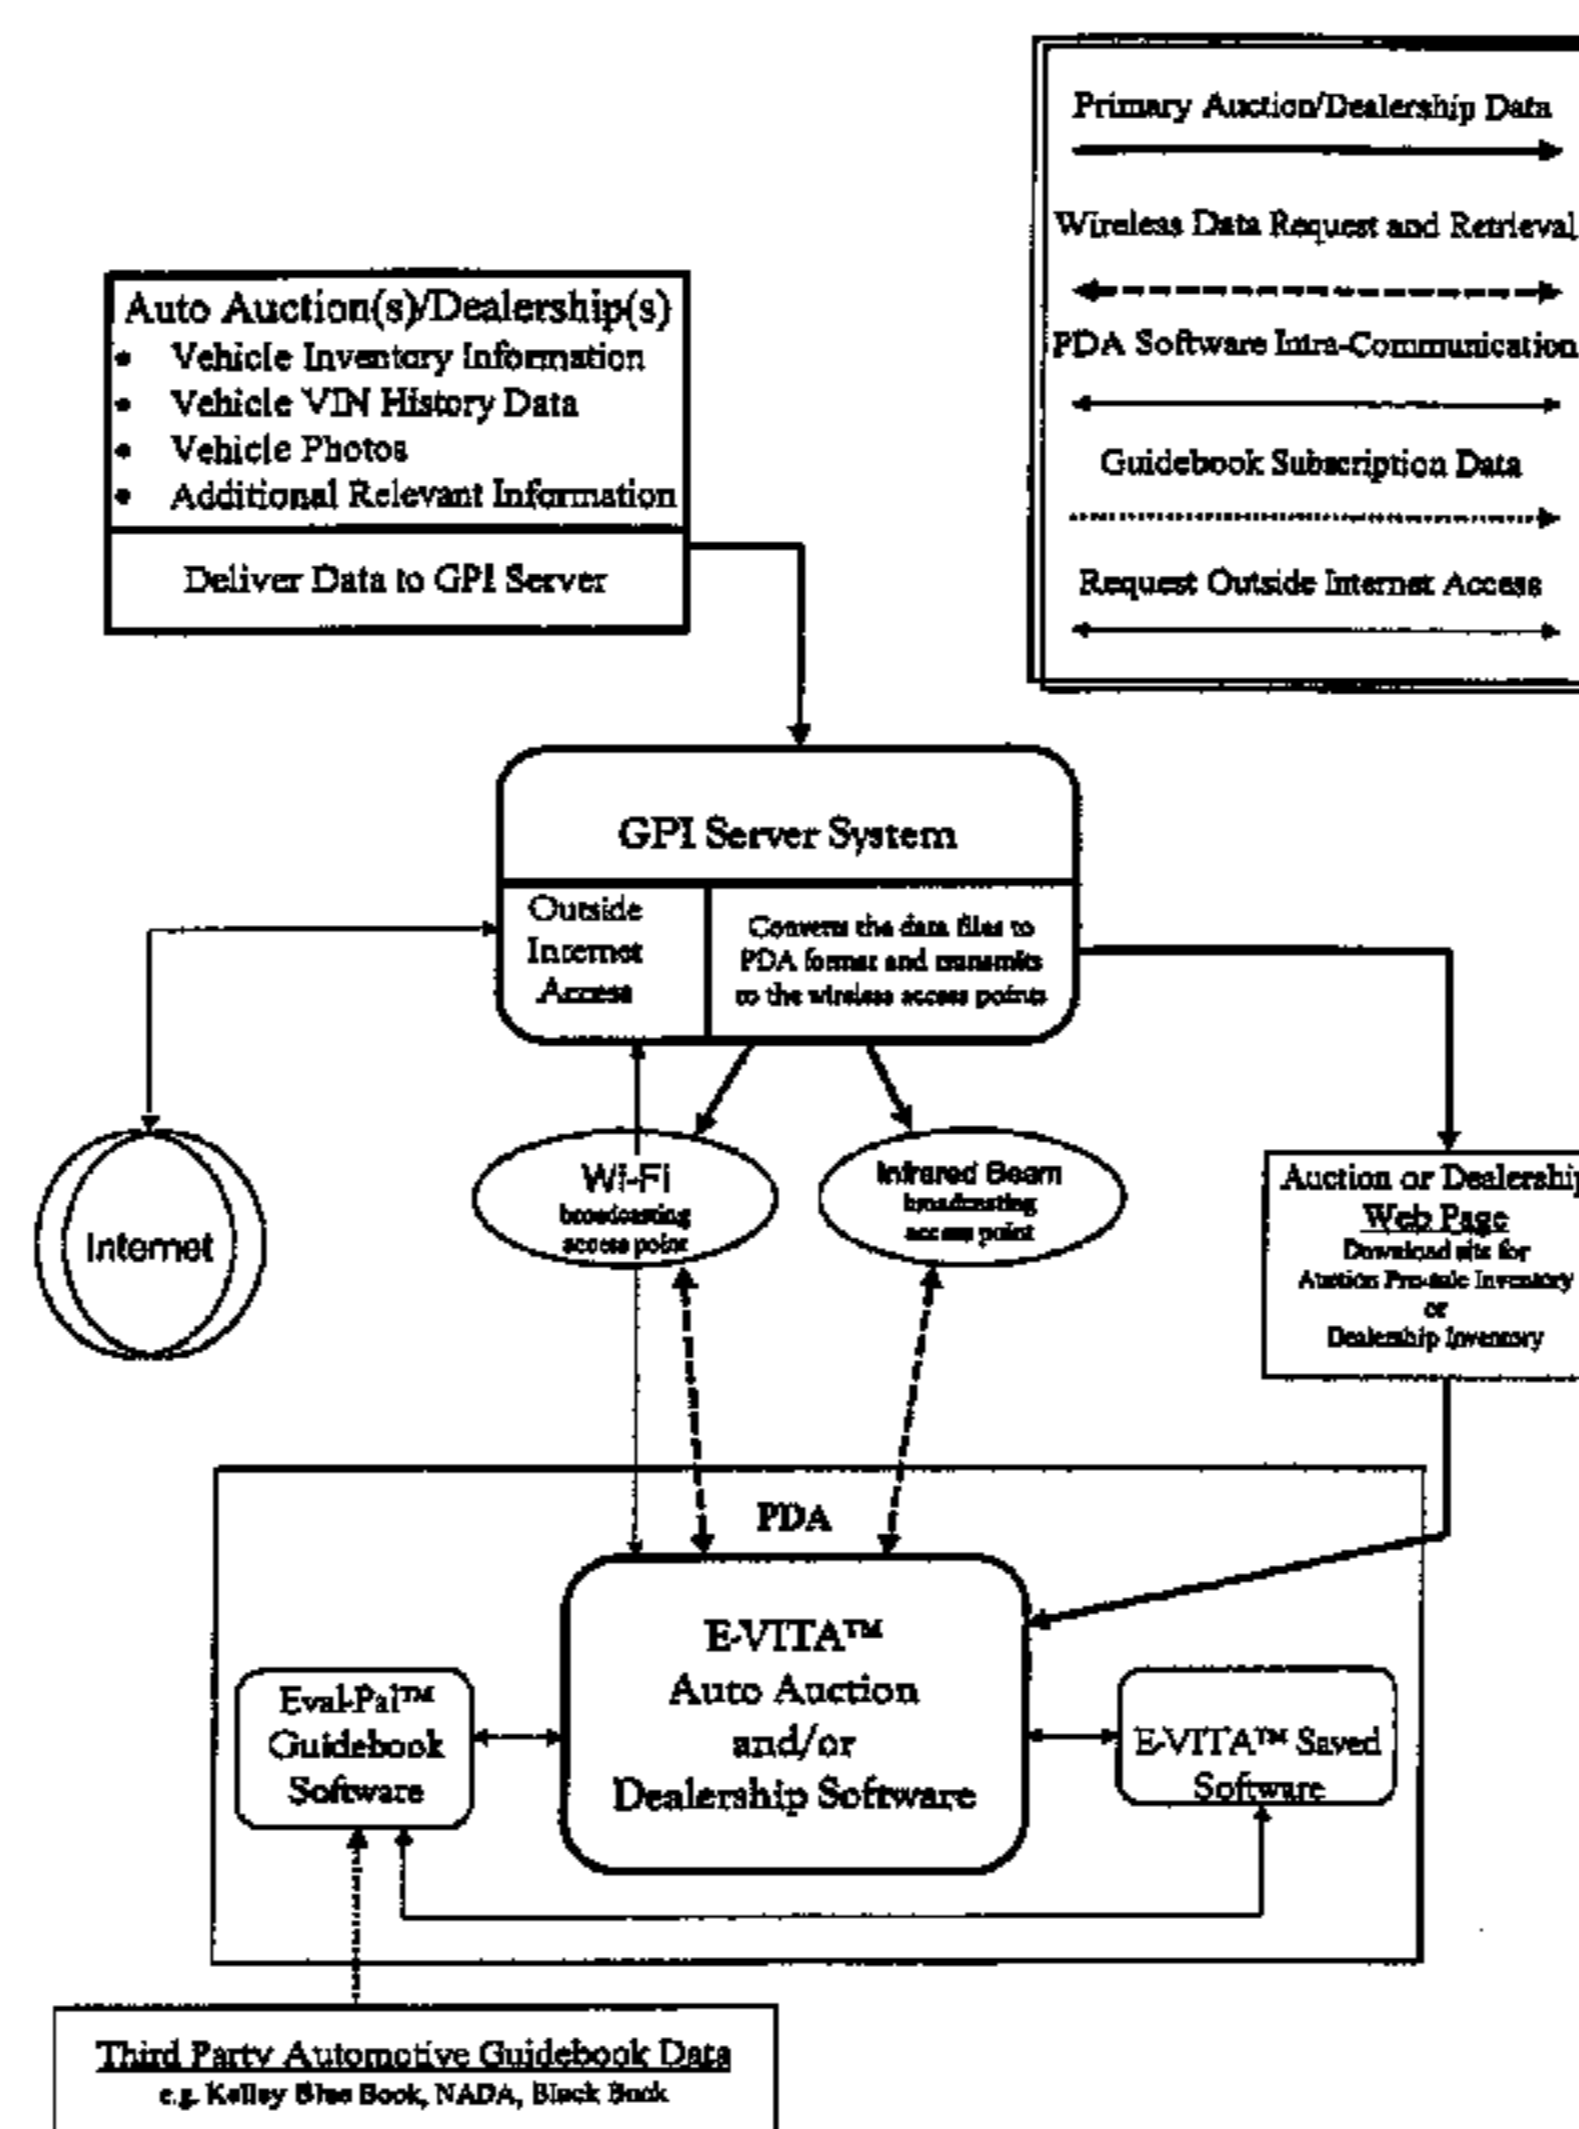 Primary Auction/Dealership Data
Wireless Data Request and Retrieval
PDA Software Intra-Communication
Guidebook Subscription Data
Request Outside Internet Access
Auto Auction(s)/Dealership(s)
• Vehicle Inventory Information
• Vehicle VIN History Data
• Vehicle Photos
• Additional Relevant Information
Deliver Data to GPI Server
GPI Server System
Outside
Internet
Access
Converts the data files to
PDA format and transmits
to the wireless access points
Internet
Wi-Fi
broadcasting
access point
Infrared Beam
broadcasting
access point
Auction or Dealership
Web Page
Download site for
Auction Pre-sale Inventory
or
Dealership Inventory
PDA
E-VITA™
Auto Auction
and/or
Dealership Software
Eval-Pal™
Guidebook
Software
E-VITA™ Saved
Software
Third Party Automotive Guidebook Data
e.g. Kelley Blue Book, NADA, Black Book